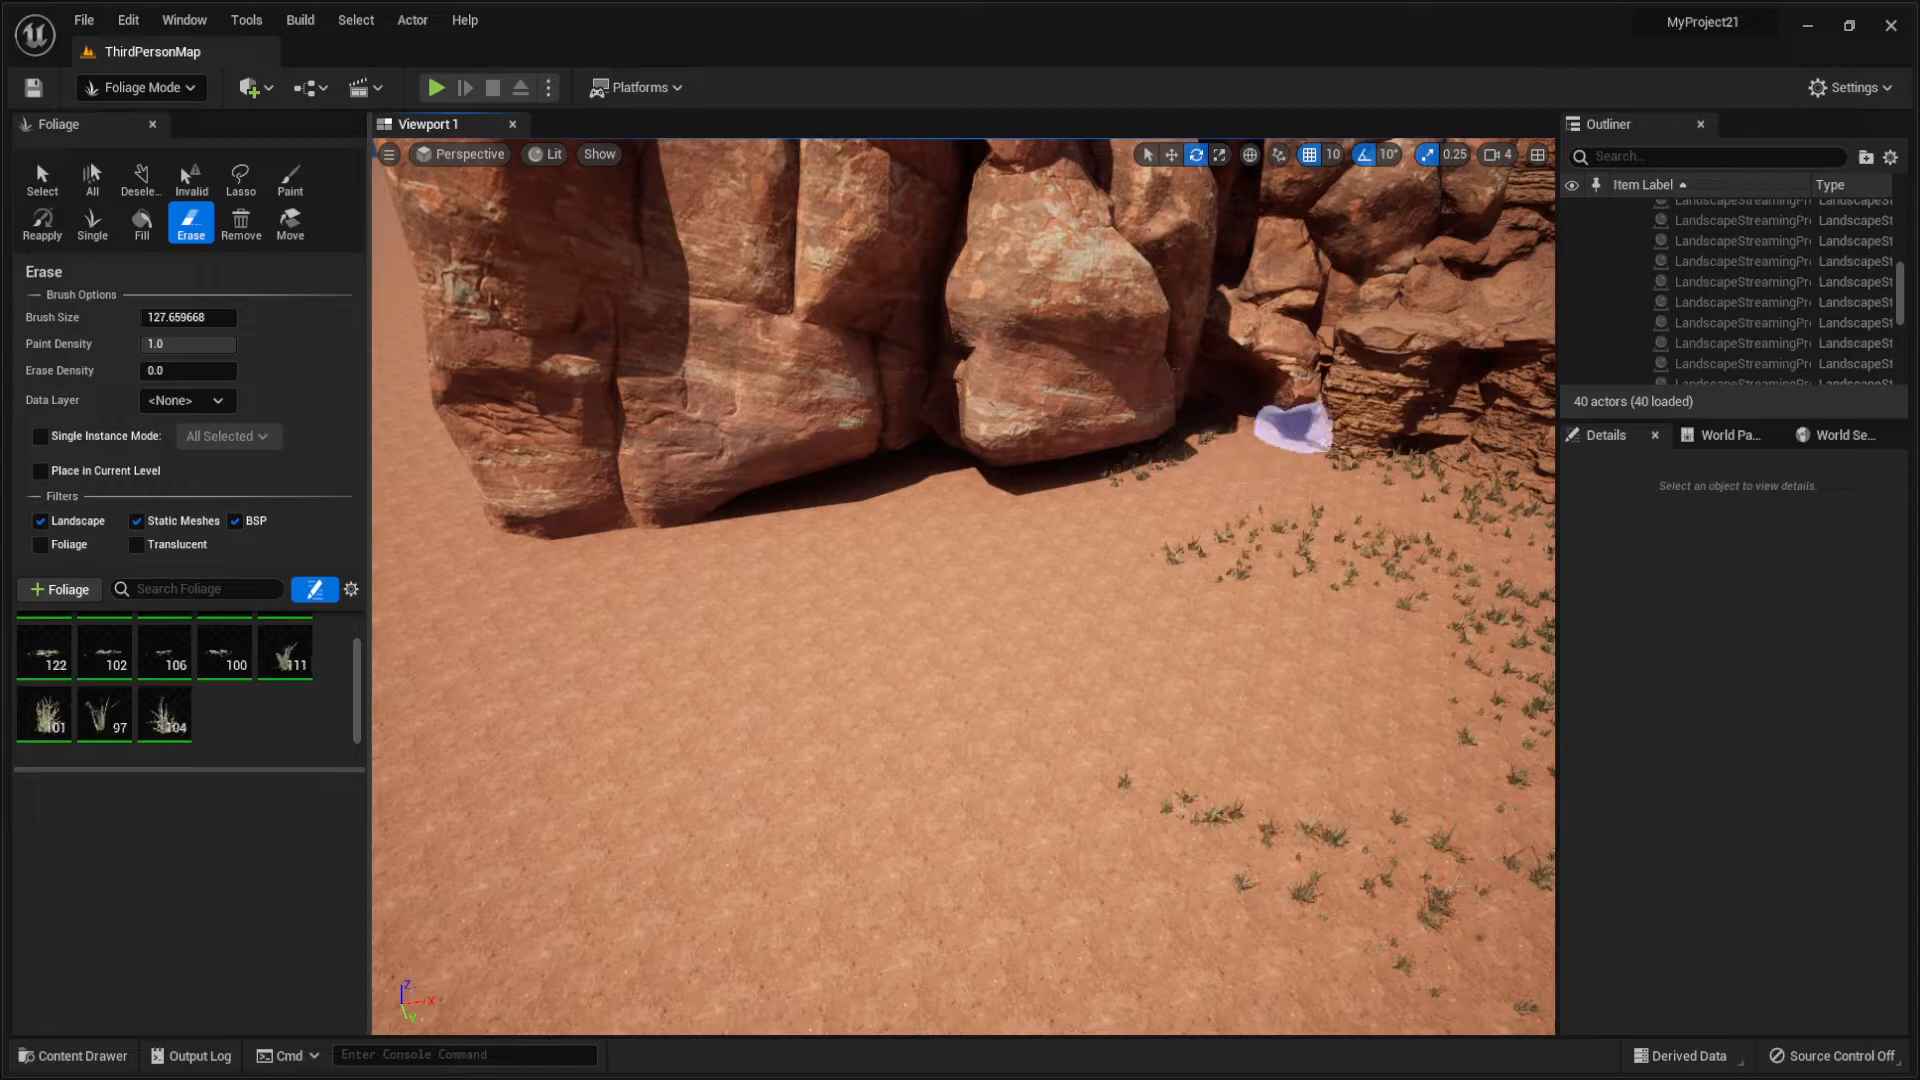 File Edit Window Tools Build Select Actor Help
MyProject21
ThirdPersonMap
Foliage Mode
Platforms
Settings
Foliage
Viewport 1
Outliner
Perspective Lit Show
10 10° 0.25 4
Search...
Select All Desele... Invalid Lasso Paint
Item Label Type
Reapply Single Fill Erase Remove Move
LandscapeStreamingPr LandscapeSt
LandscapeStreamingPr LandscapeSt
LandscapeStreamingPr LandscapeSt
LandscapeStreamingPr LandscapeSt
LandscapeStreamingPr LandscapeSt
LandscapeStreamingPr LandscapeSt
LandscapeStreamingPr LandscapeSt
LandscapeStreamingPr LandscapeSt
LandscapeStreamingPr LandscapeSt
LandscapeStreamingPr LandscapeSt
Erase
Brush Options
Brush Size 127.659668
Paint Density 1.0
Erase Density 0.0
Data Layer <None>
40 actors (40 loaded)
Single Instance Mode: All Selected
Details World Pa... World Se...
Place in Current Level
Select an object to view details.
Filters
Landscape Static Meshes BSP
Foliage Translucent
Foliage Search Foliage
122 102 106 100 111
101 97 104
Z
X
Y
Content Drawer Output Log Cmd Enter Console Command
Derived Data Source Control Off